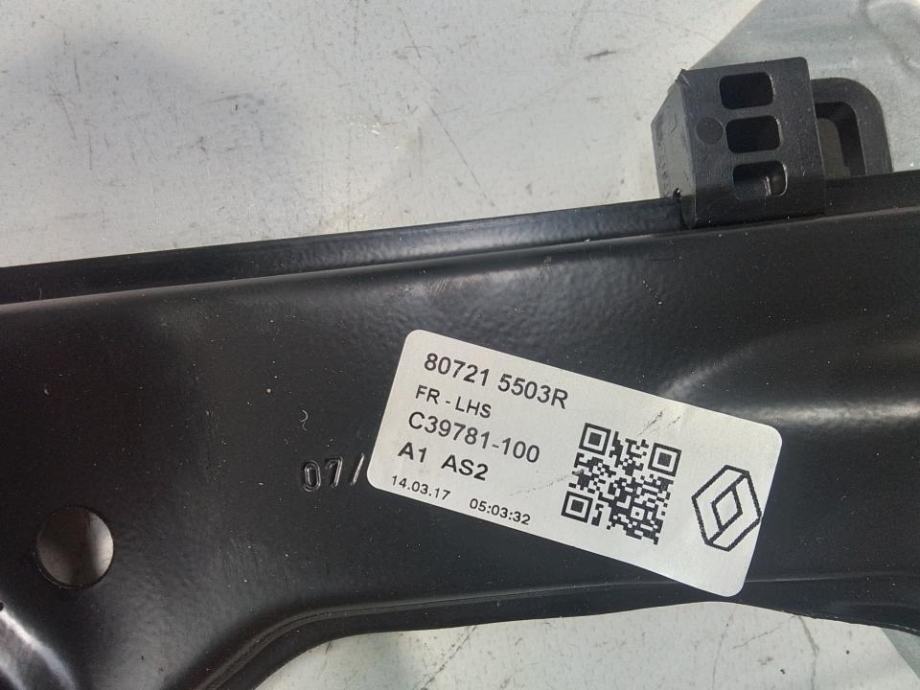 80721 5503R
FR - LHS
C39781-100
A1 AS2
14.03.17 05:03:32
07/